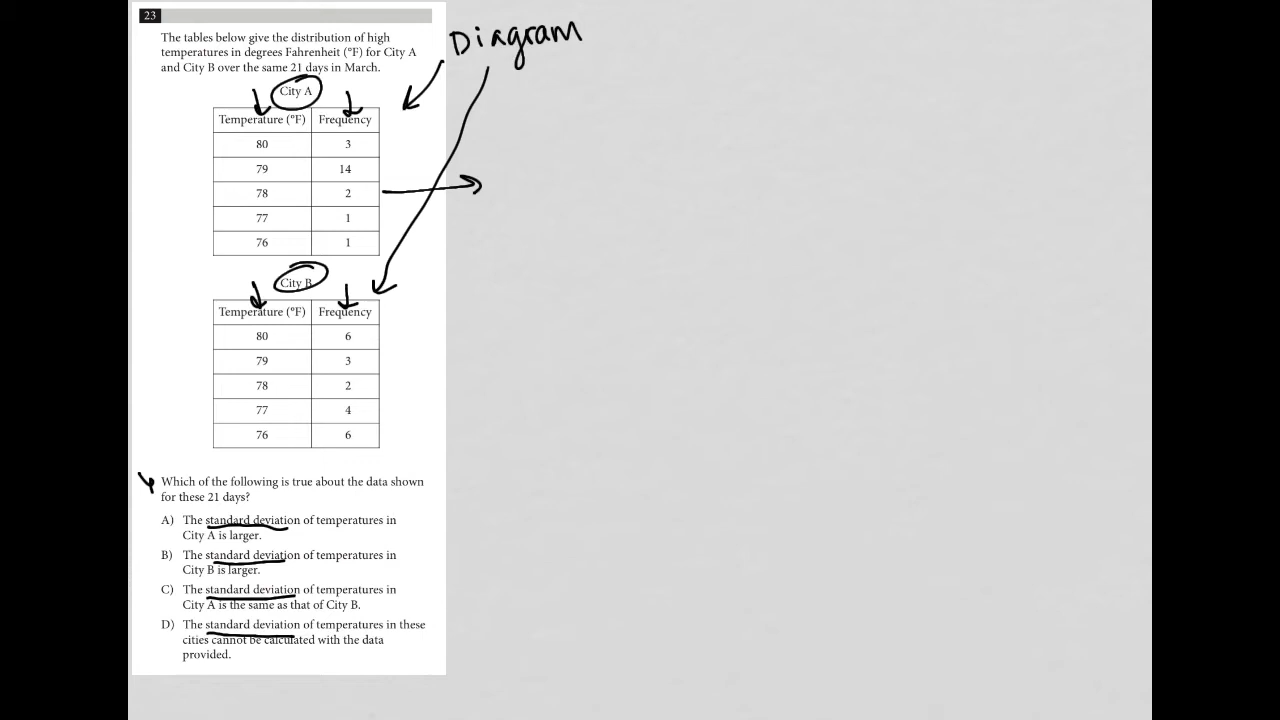 23
The tables below give the distribution of high
temperatures in degrees Fahrenheit (°F) for City A
and City B over the same 21 days in March.
Diagram
City A
Temperature (°F) Frequency
80 3
79 14
78 2
77 1
76 1
City B
Temperature (°F) Frequency
80 6
79 3
78 2
77 4
76 6
Which of the following is true about the data shown
for these 21 days?
A) The standard deviation of temperatures in
City A is larger.
B) The standard deviation of temperatures in
City B is larger.
C) The standard deviation of temperatures in
City A is the same as that of City B.
D) The standard deviation of temperatures in these
cities cannot be calculated with the data
provided.